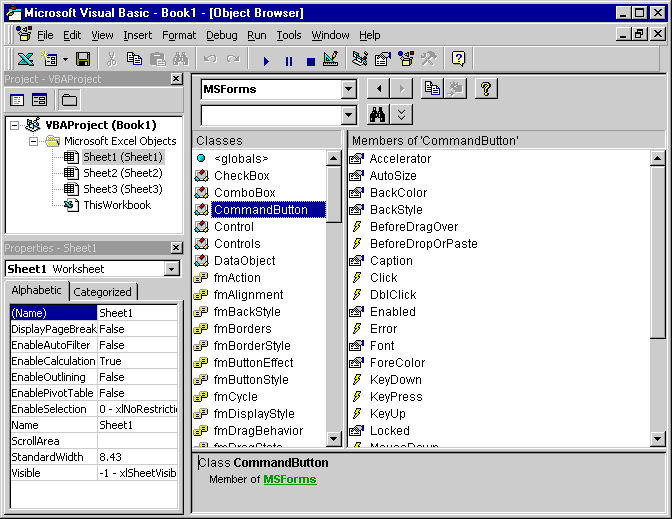 Microsoft Visual Basic - Book1 - [Object Browser]
File Edit View Insert Format Debug Run Tools Window Help
Project - VBAProject
VBAProject (Book1)
Microsoft Excel Objects
Sheet1 (Sheet1)
Sheet2 (Sheet2)
Sheet3 (Sheet3)
ThisWorkbook
Properties - Sheet1
Sheet1 Worksheet
Alphabetic Categorized
(Name) Sheet1
DisplayPageBreak False
EnableAutoFilter False
EnableCalculation True
EnableOutlining False
EnablePivotTable False
EnableSelection 0 - xlNoRestrictio
Name Sheet1
ScrollArea
StandardWidth 8.43
Visible -1 - xlSheetVisib
MSForms
Classes
<globals>
CheckBox
ComboBox
CommandButton
Control
Controls
DataObject
fmAction
fmAlignment
fmBackStyle
fmBorders
fmBorderStyle
fmButtonEffect
fmButtonStyle
fmCycle
fmDisplayStyle
fmDragBehavior
fmDragState
Members of 'CommandButton'
Accelerator
AutoSize
BackColor
BackStyle
BeforeDragOver
BeforeDropOrPaste
Caption
Click
DblClick
Enabled
Error
Font
ForeColor
KeyDown
KeyPress
KeyUp
Locked
MouseDown
Class CommandButton
Member of MSForms